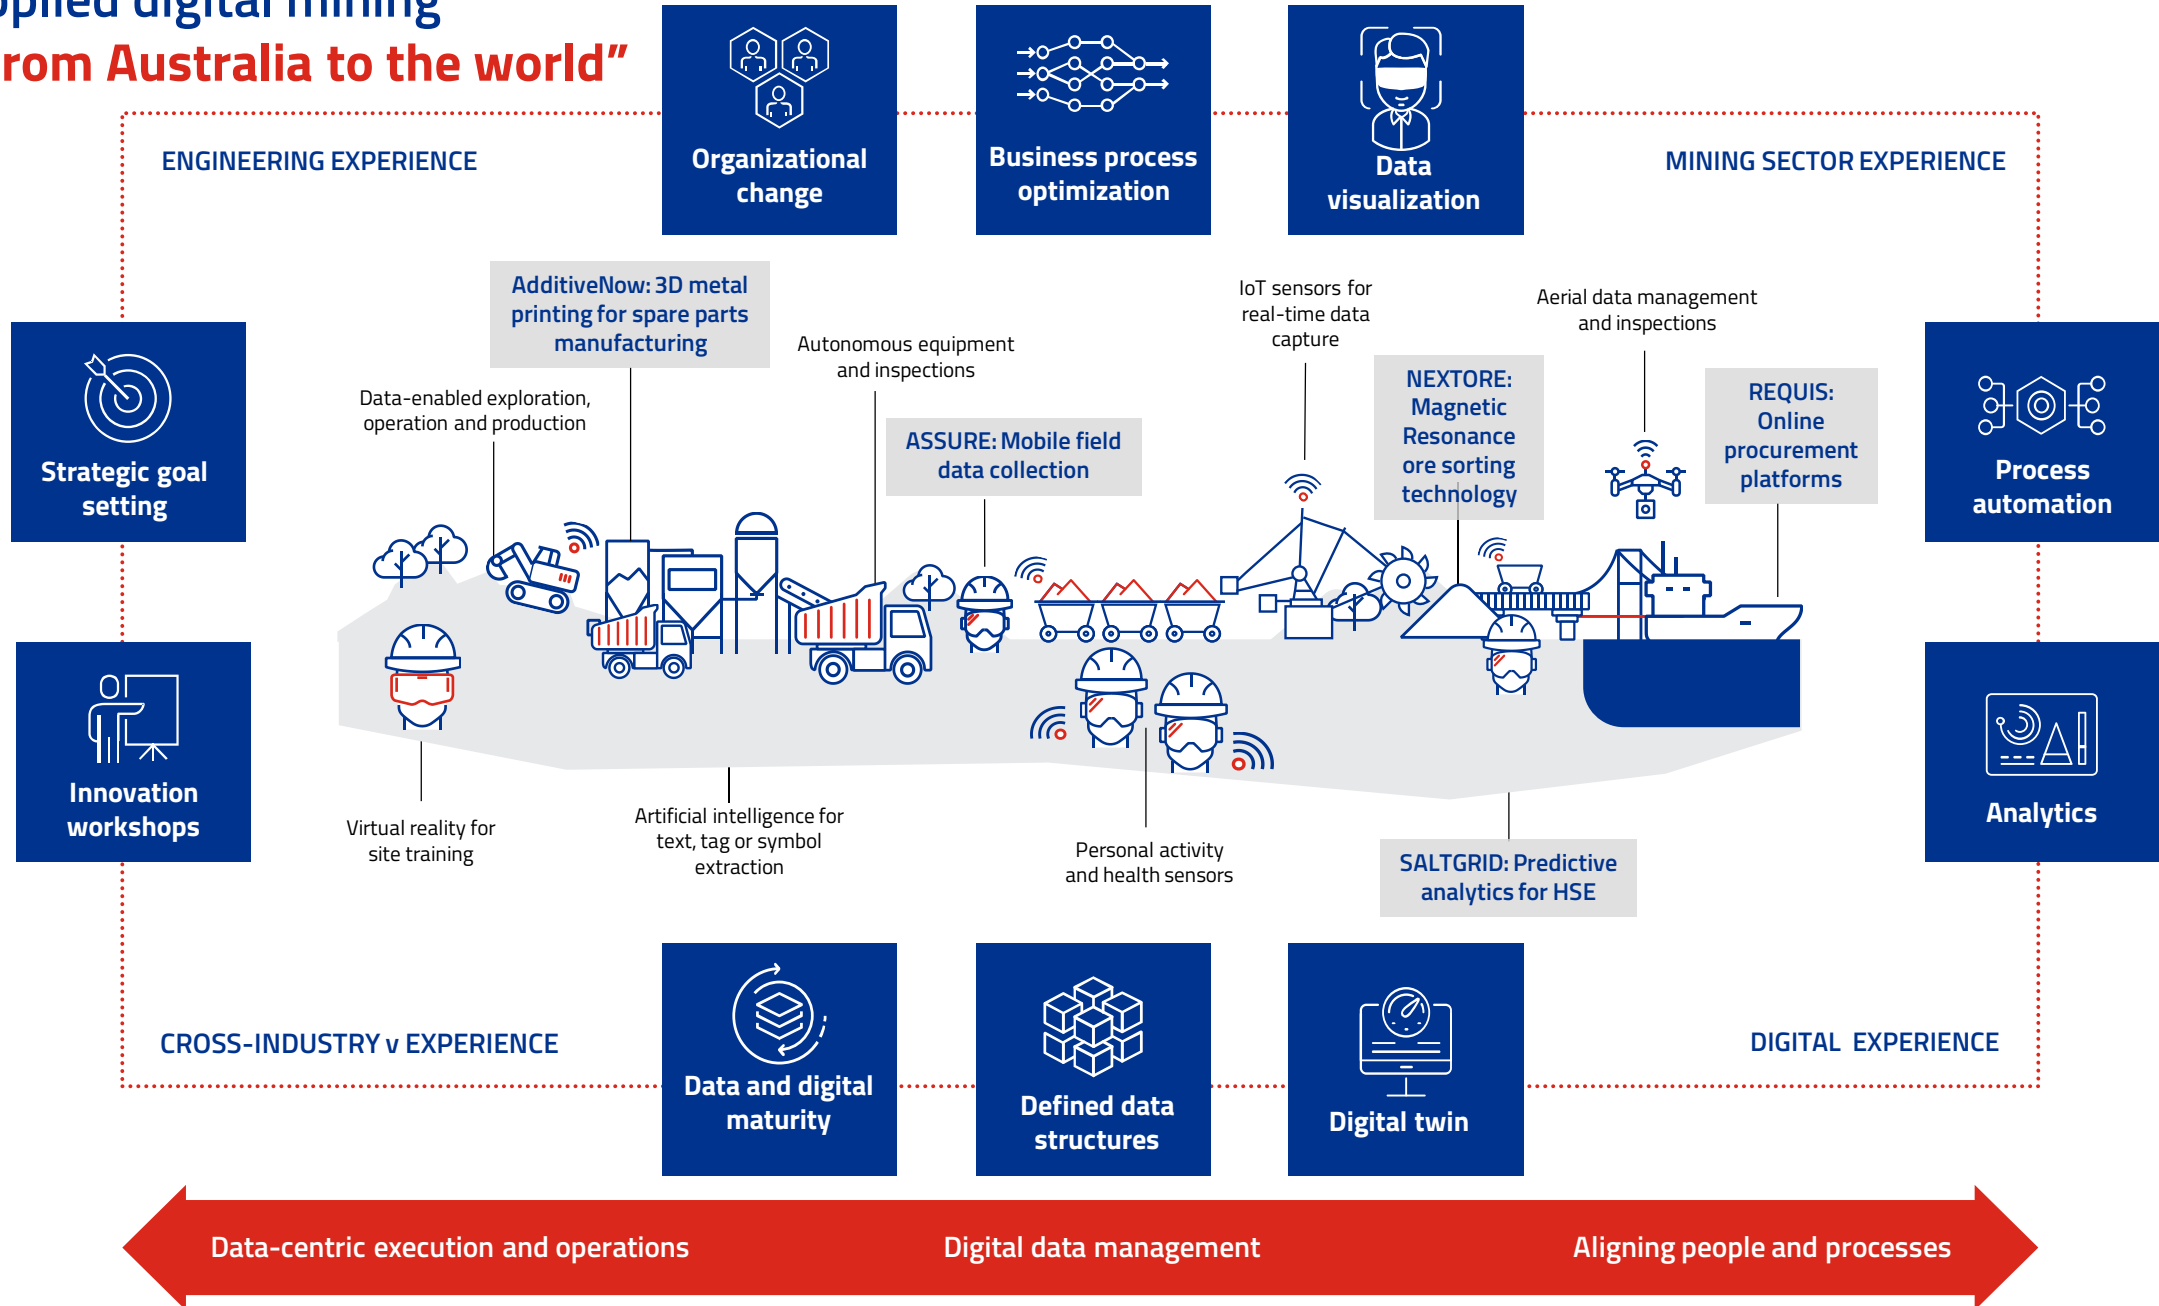 pplied digital mining
rom Australia to the world”
Organizational
change
Business process
optimization
Data
visualization
ENGINEERING EXPERIENCE
MINING SECTOR EXPERIENCE
AdditiveNow: 3D metal
printing for spare parts
manufacturing
IoT sensors for
real-time data
capture
Aerial data management
and inspections
Autonomous equipment
and inspections
Data-enabled exploration,
operation and production
ASSURE: Mobile field
data collection
NEXTORE:
Magnetic
Resonance
ore sorting
technology
REQUIS:
Online
procurement
platforms
Strategic goal
setting
Process
automation
Innovation
workshops
Analytics
Virtual reality for
site training
Artificial intelligence for
text, tag or symbol
extraction
Personal activity
and health sensors
SALTGRID: Predictive
analytics for HSE
CROSS-INDUSTRY v EXPERIENCE
DIGITAL EXPERIENCE
Data and digital
maturity
Defined data
structures
Digital twin
Data-centric execution and operations
Digital data management
Aligning people and processes